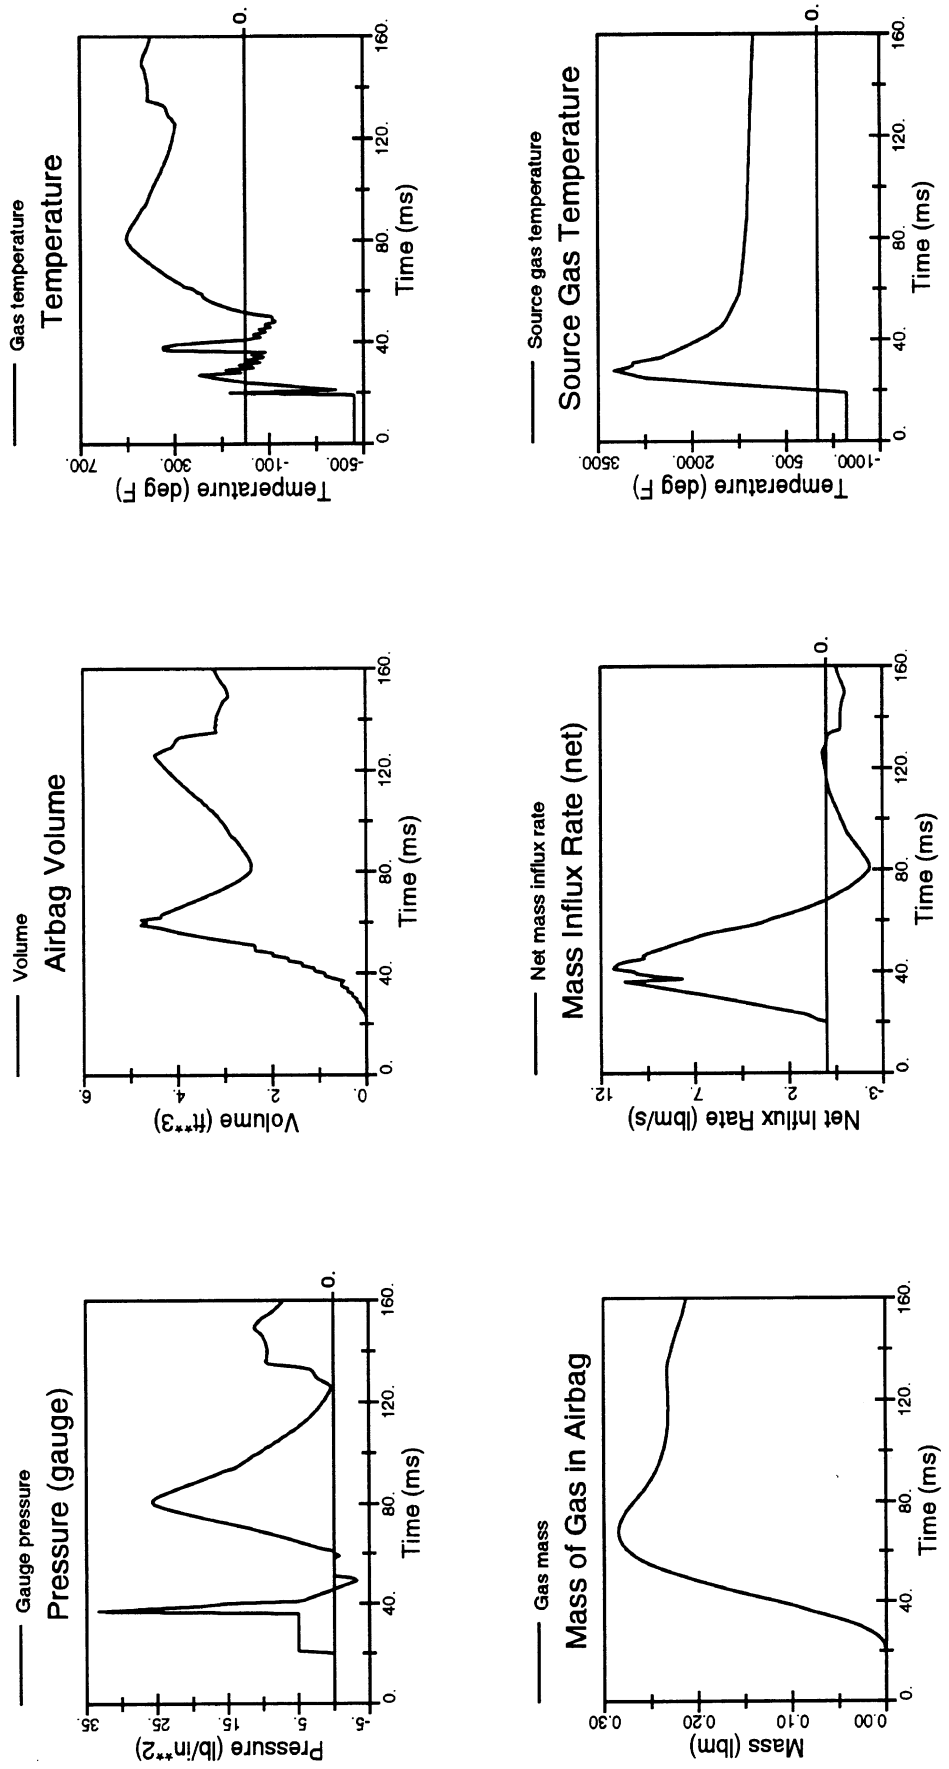 Gauge pressure
Pressure (gauge)
Pressure (lb/in**2)
35.
25.
15.
5.
-5.
0.
40.
80.
120.
160.
0.
Time (ms)
Volume
Airbag Volume
Volume (ft**3)
6.
4.
2.
0.
0.
40.
80.
120.
160.
Time (ms)
Gas temperature
Temperature
Temperature (deg F)
700.
300.
-100.
-500.
0.
40.
80.
120.
160.
0.
Time (ms)
Gas mass
Mass of Gas in Airbag
Mass (lbm)
0.30
0.20
0.10
0.00
0.
40.
80.
120.
160.
Time (ms)
Net mass influx rate
Mass Influx Rate (net)
Net Influx Rate (lbm/s)
12.
7.
2.
-3.
0.
40.
80.
120.
160.
0.
Time (ms)
Source gas temperature
Source Gas Temperature
Temperature (deg F)
3500.
2000.
500.
-1000.
0.
40.
80.
120.
160.
0.
Time (ms)